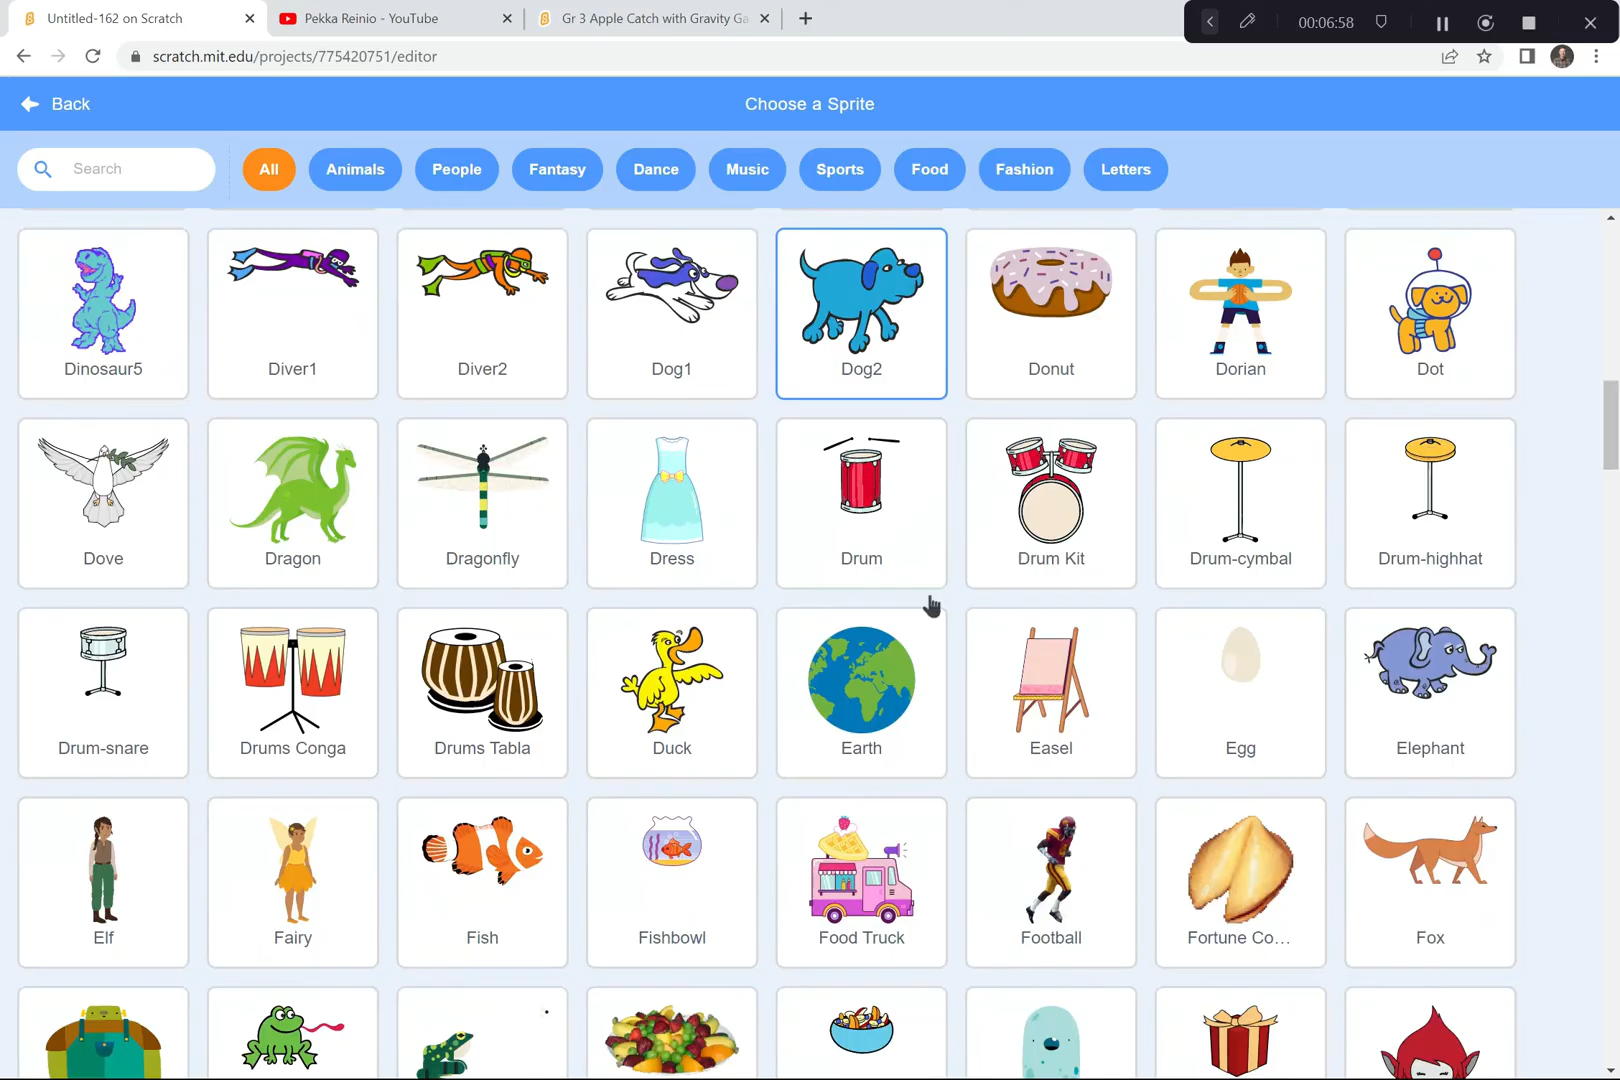 Untitled-162 on Scratch
Pekka Reinio - YouTube
Gr 3 Apple Catch with Gravity Ga
00:06:58
scratch.mit.edu/projects/775420751/editor
Back
Choose a Sprite
Search
All
Animals
People
Fantasy
Dance
Music
Sports
Food
Fashion
Letters
Dinosaur5
Diver1
Diver2
Dog1
Dog2
Donut
Dorian
Dot
Dove
Dragon
Dragonfly
Dress
Drum
Drum Kit
Drum-cymbal
Drum-highhat
Drum-snare
Drums Conga
Drums Tabla
Duck
Earth
Easel
Egg
Elephant
Elf
Fairy
Fish
Fishbowl
Food Truck
Football
Fortune Co...
Fox